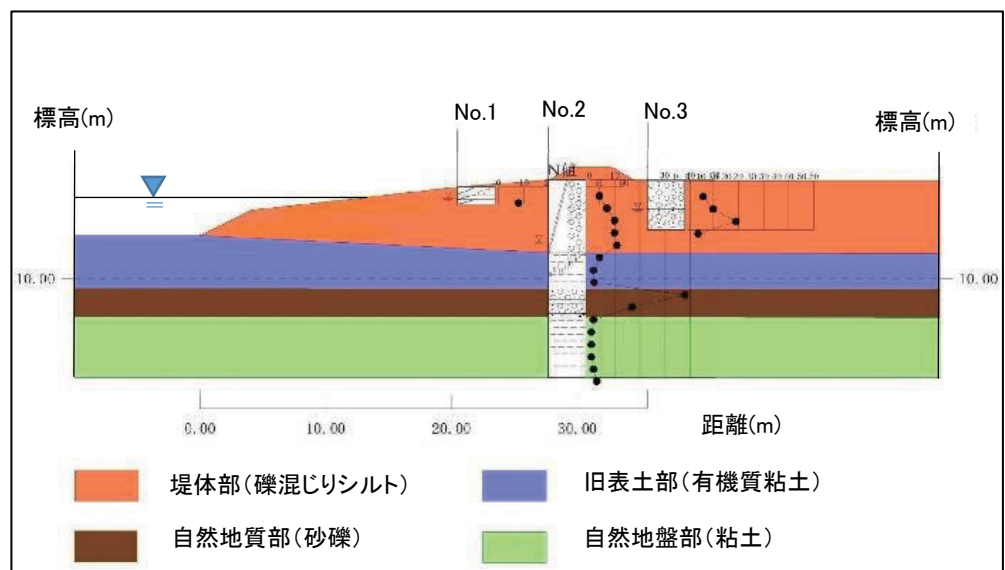 No.1 No.2 No.3
標高(m) 標高(m)
N値
10.00 10.00
0.00 10.00 20.00 30.00 距離(m)
堤体部(礫混じりシルト) 旧表土部(有機質粘土)
自然地質部(砂礫) 自然地盤部(粘土)